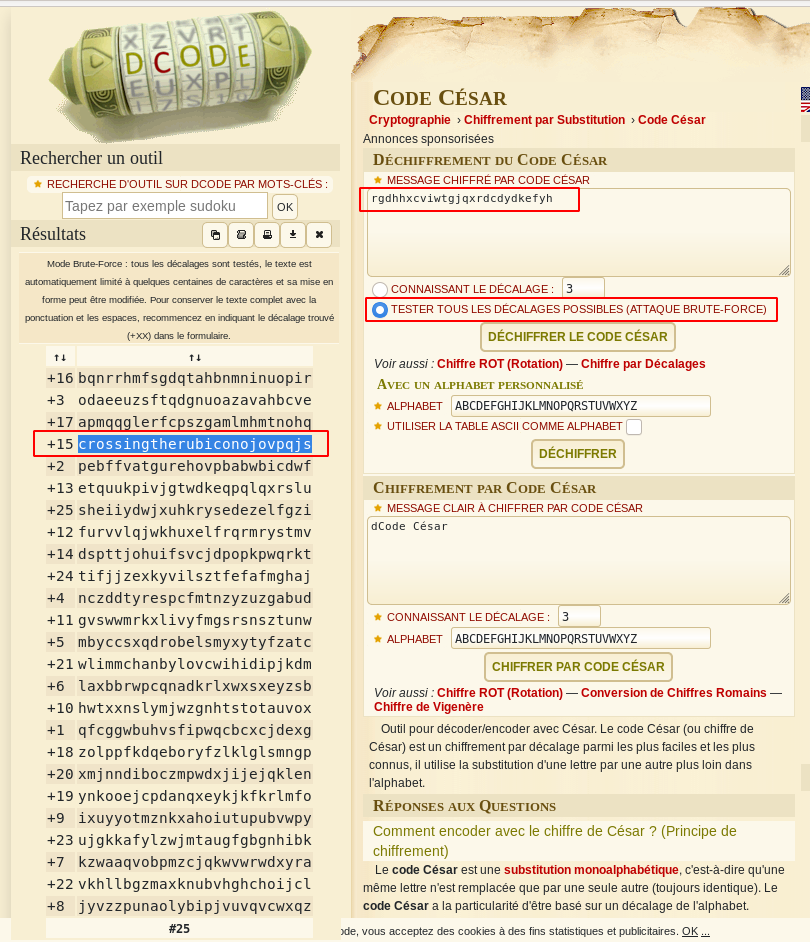 DCODE
Rechercher un outil
★ RECHERCHE D'OUTIL SUR DCODE PAR MOTS-CLÉS :
Tapez par exemple sudoku OK
Résultats
Mode Brute-Force : tous les décalages sont testés, le texte est
automatiquement limité à quelques centaines de caractères et sa mise en
forme peut être modifiée. Pour conserver le texte complet avec la
ponctuation et les espaces, recommencez en indiquant le décalage trouvé
(+XX) dans le formulaire.
↑↓ ↑↓
+16 bqnrrhmfsgdqtahbnmninuopir
+3 odaeeuzsftqdgnuoazavahbcve
+17 apmqqglerfcpszgamlmhmtnohq
+15 crossingtherubiconojovpqjs
+2 pebffvatgurehovpbabwbicdwf
+13 etquukpivjgtwdkeqpqlqxrslu
+25 sheiiydwjxuhkrysedezelfgzi
+12 furvvlqjwkhuxelfrqrmrystmv
+14 dspttjohuifsvcjdpopkpwqrkt
+24 tifjjzexkyvilsztfefafmghaj
+4 nczddtyrespcfmtnzyzuzgabud
+11 gvswwmrkxlivyfmgsrsnsztunw
+5 mbyccsxqdrobelsmyxytyfzatc
+21 wlimmchanbylovcwihidipjkdm
+6 laxbbrwpcqnadkrlxwxsxeyzsb
+10 hwtxxnslymjwzgnhtstotauvox
+1 qfcggwbuhvsfipwqcbcxcjdexg
+18 zolppfkdqeboryfzlklglsmngp
+20 xmjnndiboczmpwdxjijejqklen
+19 ynkooejcpdanqxeykjkfkrlmfo
+9 ixuyyotmznkxahoiutupubvwpy
+23 ujgkkafylzwjmtaugfgbgnhibk
+7 kzwaaqvobpmzcjqkwvwrwdxyra
+22 vkhllbgzmaxknubvhghchoijcl
+8 jyvzzpunaolybipjvuvqvcwxqz
#25
CODE CÉSAR
Cryptographie › Chiffrement par Substitution › Code César
Annonces sponsorisées
DÉCHIFFREMENT DU CODE CÉSAR
★ MESSAGE CHIFFRÉ PAR CODE CÉSAR
rgdhhxcviwtgjqxrdcdydkefyh
CONNAISSANT LE DÉCALAGE : 3
TESTER TOUS LES DÉCALAGES POSSIBLES (ATTAQUE BRUTE-FORCE)
DÉCHIFFRER LE CODE CÉSAR
Voir aussi : Chiffre ROT (Rotation) — Chiffre par Décalages
AVEC UN ALPHABET PERSONNALISÉ
★ ALPHABET ABCDEFGHIJKLMNOPQRSTUVWXYZ
★ UTILISER LA TABLE ASCII COMME ALPHABET
DÉCHIFFRER
CHIFFREMENT PAR CODE CÉSAR
★ MESSAGE CLAIR À CHIFFRER PAR CODE CÉSAR
dCode César
★ CONNAISSANT LE DÉCALAGE : 3
★ ALPHABET ABCDEFGHIJKLMNOPQRSTUVWXYZ
CHIFFRER PAR CODE CÉSAR
Voir aussi : Chiffre ROT (Rotation) — Conversion de Chiffres Romains —
Chiffre de Vigenère
Outil pour décoder/encoder avec César. Le code César (ou chiffre de
César) est un chiffrement par décalage parmi les plus faciles et les plus
connus, il utilise la substitution d'une lettre par une autre plus loin dans
l'alphabet.
RÉPONSES AUX QUESTIONS
Comment encoder avec le chiffre de César ? (Principe de
chiffrement)
Le code César est une substitution monoalphabétique, c'est-à-dire qu'une
même lettre n'est remplacée que par une seule autre (toujours identique). Le
code César a la particularité d'être basé sur un décalage de l'alphabet.
ode, vous acceptez des cookies à des fins statistiques et publicitaires. OK ...